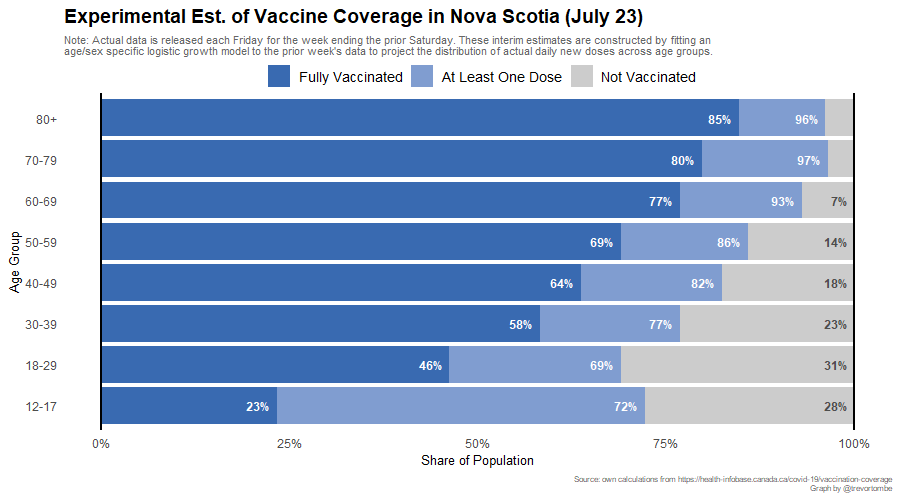 Experimental Est. of Vaccine Coverage in Nova Scotia (July 23)
Note: Actual data is released each Friday for the week ending the prior Saturday. These interim estimates are constructed by fitting an
age/sex specific logistic growth model to the prior week's data to project the distribution of actual daily new doses across age groups.
Fully Vaccinated At Least One Dose Not Vaccinated
Age Group
80+ 85% 96%
70-79 80% 97%
60-69 77% 93% 7%
50-59 69% 86% 14%
40-49 64% 82% 18%
30-39 58% 77% 23%
18-29 46% 69% 31%
12-17 23% 72% 28%
0% 25% 50% 75% 100%
Share of Population
Source: own calculations from https://health-infobase.canada.ca/covid-19/vaccination-coverage
Graph by @trevortombe